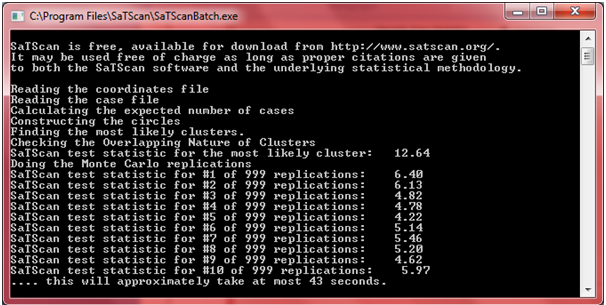 C:\Program Files\SaTScan\SaTScanBatch.exe
SaTScan is free, available for download from http://www.satscan.org/.
It may be used free of charge as long as proper citations are given
to both the SaTScan software and the underlying statistical methodology.
Reading the coordinates file
Reading the case file
Calculating the expected number of cases
Constructing the circles
Finding the most likely clusters.
Checking the Overlapping Nature of Clusters
SaTScan test statistic for the most likely cluster: 12.64
Doing the Monte Carlo replications
SaTScan test statistic for #1 of 999 replications: 6.40
SaTScan test statistic for #2 of 999 replications: 6.13
SaTScan test statistic for #3 of 999 replications: 4.82
SaTScan test statistic for #4 of 999 replications: 4.78
SaTScan test statistic for #5 of 999 replications: 4.22
SaTScan test statistic for #6 of 999 replications: 5.14
SaTScan test statistic for #7 of 999 replications: 5.46
SaTScan test statistic for #8 of 999 replications: 5.20
SaTScan test statistic for #9 of 999 replications: 4.62
SaTScan test statistic for #10 of 999 replications: 5.97
.... this will approximately take at most 43 seconds.